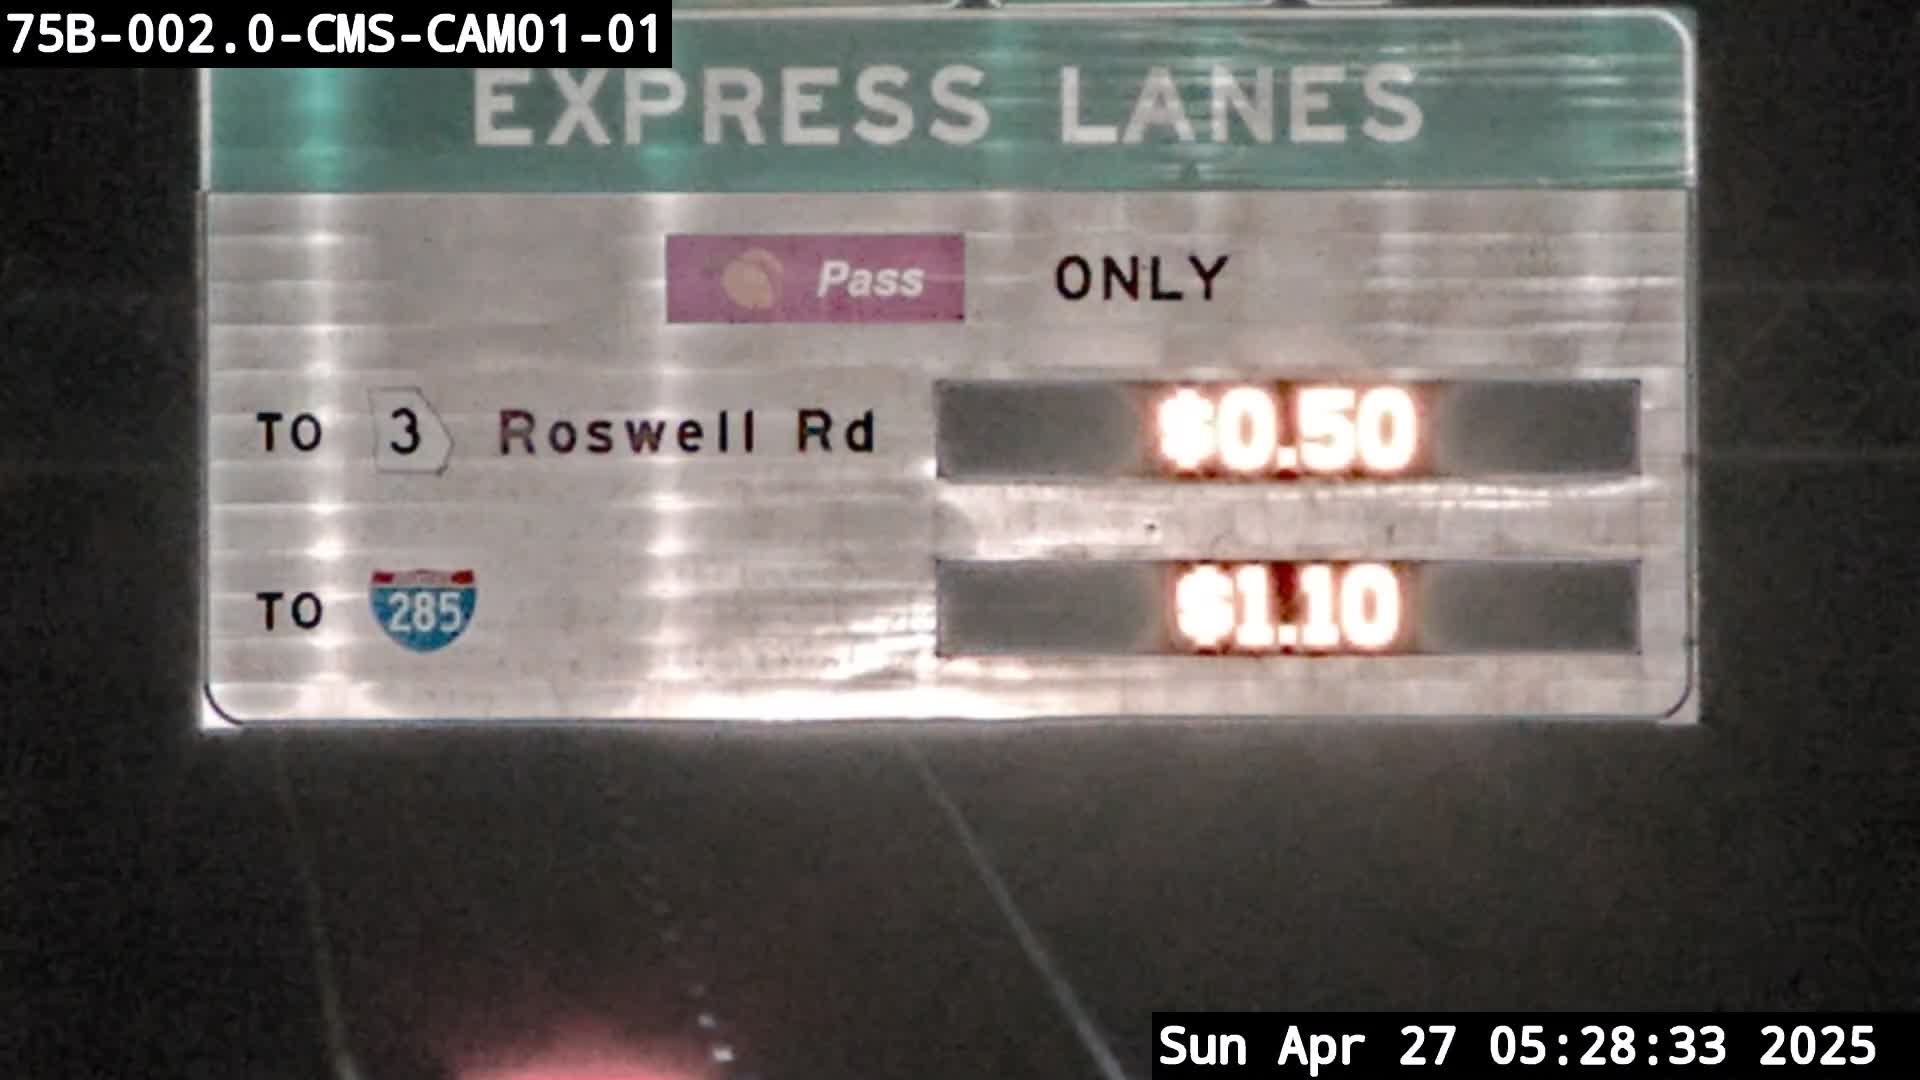 75B-002.0-CMS-CAM01-01
EXPRESS LANES
Pass ONLY
TO 3 Roswell Rd $0.50
TO 285 $1.10
Sun Apr 27 05:28:33 2025